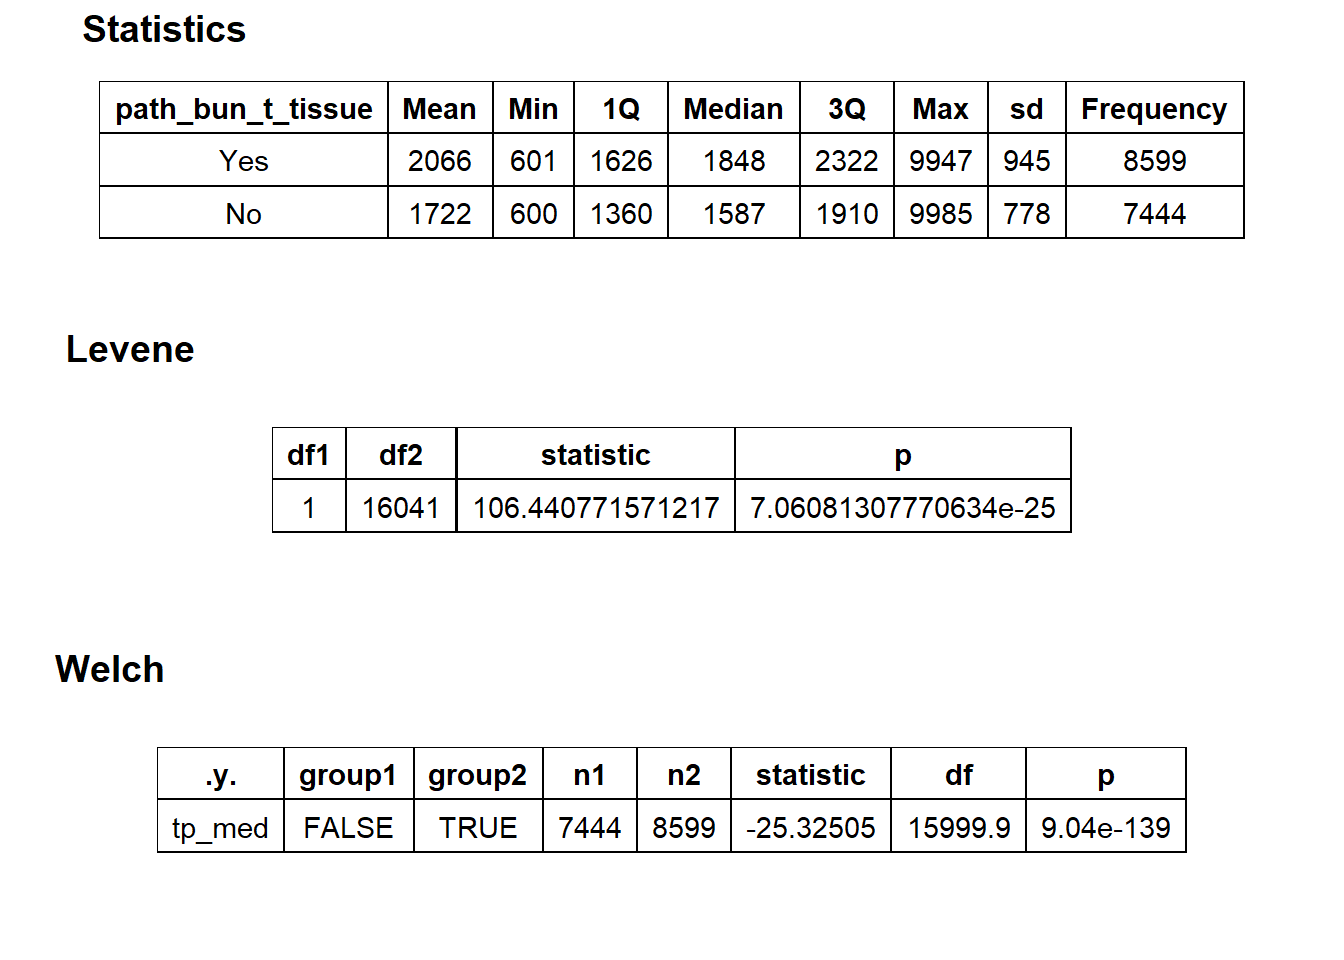 Statistics
path_bun_t_tissue Mean Min 1Q Median 3Q Max sd Frequency
Yes 2066 601 1626 1848 2322 9947 945 8599
No 1722 600 1360 1587 1910 9985 778 7444
Levene
df1 df2 statistic p
1 16041 106.440771571217 7.06081307770634e-25
Welch
.y. group1 group2 n1 n2 statistic df p
tp_med FALSE TRUE 7444 8599 -25.32505 15999.9 9.04e-139